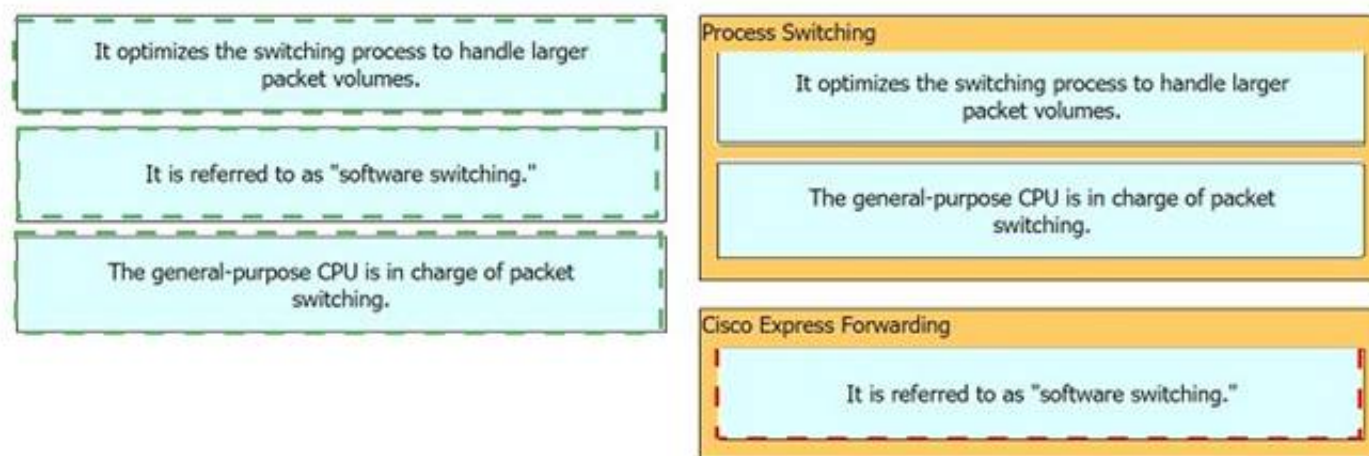 It optimizes the switching process to handle larger
packet volumes.
It is referred to as "software switching."
The general-purpose CPU is in charge of packet
switching.
Process Switching
It optimizes the switching process to handle larger
packet volumes.
The general-purpose CPU is in charge of packet
switching.
Cisco Express Forwarding
It is referred to as "software switching."